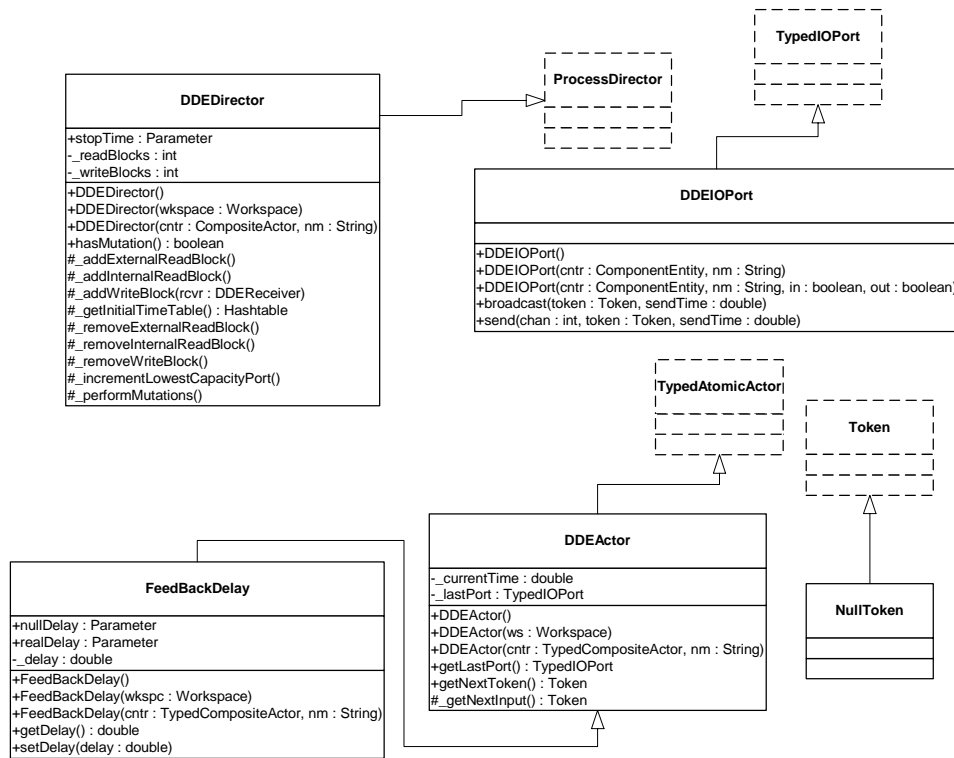 TypedIOPort
ProcessDirector
DDEDirector
+stopTime : Parameter
-_readBlocks : int
-_writeBlocks : int
+DDEDirector()
+DDEDirector(wkspace : Workspace)
+DDEDirector(cntr : CompositeActor, nm : String)
+hasMutation() : boolean
#_addExternalReadBlock()
#_addInternalReadBlock()
#_addWriteBlock(rcvr : DDEReceiver)
#_getInitialTimeTable() : Hashtable
#_removeExternalReadBlock()
#_removeInternalReadBlock()
#_removeWriteBlock()
#_incrementLowestCapacityPort()
#_performMutations()
DDEIOPort
+DDEIOPort()
+DDEIOPort(cntr : ComponentEntity, nm : String)
+DDEIOPort(cntr : ComponentEntity, nm : String, in : boolean, out : boolean)
+broadcast(token : Token, sendTime : double)
+send(chan : int, token : Token, sendTime : double)
TypedAtomicActor
Token
DDEActor
-_currentTime : double
-_lastPort : TypedIOPort
+DDEActor()
+DDEActor(ws : Workspace)
+DDEActor(cntr : TypedCompositeActor, nm : String)
+getLastPort() : TypedIOPort
+getNextToken() : Token
#_getNextInput() : Token
FeedBackDelay
+nullDelay : Parameter
+realDelay : Parameter
-_delay : double
+FeedBackDelay()
+FeedBackDelay(wkspc : Workspace)
+FeedBackDelay(cntr : TypedCompositeActor, nm : String)
+getDelay() : double
+setDelay(delay : double)
NullToken